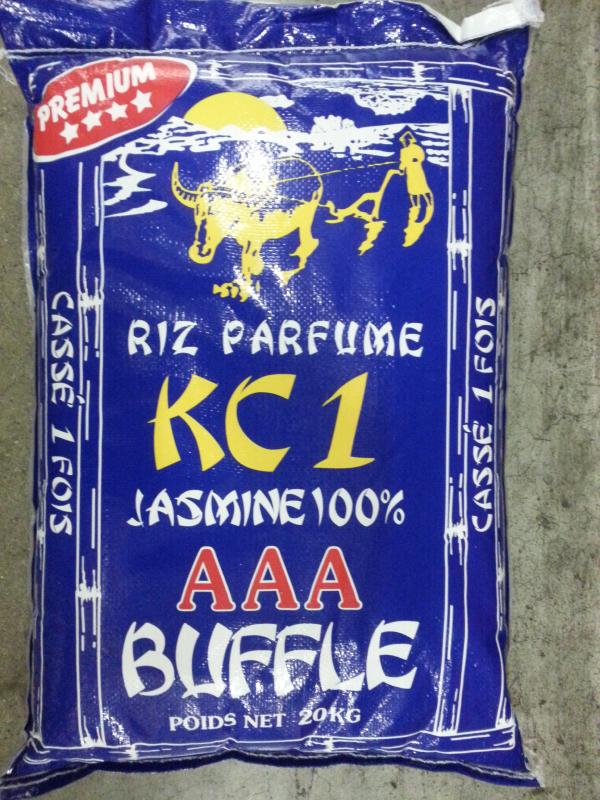 PREMIUM
RIZ PARFUME
KC1
JASMINE 100%
AAA
BUFFLE
POIDS NET 20KG
CASSÉ 1 FOIS
CASSÉ 1 FOIS